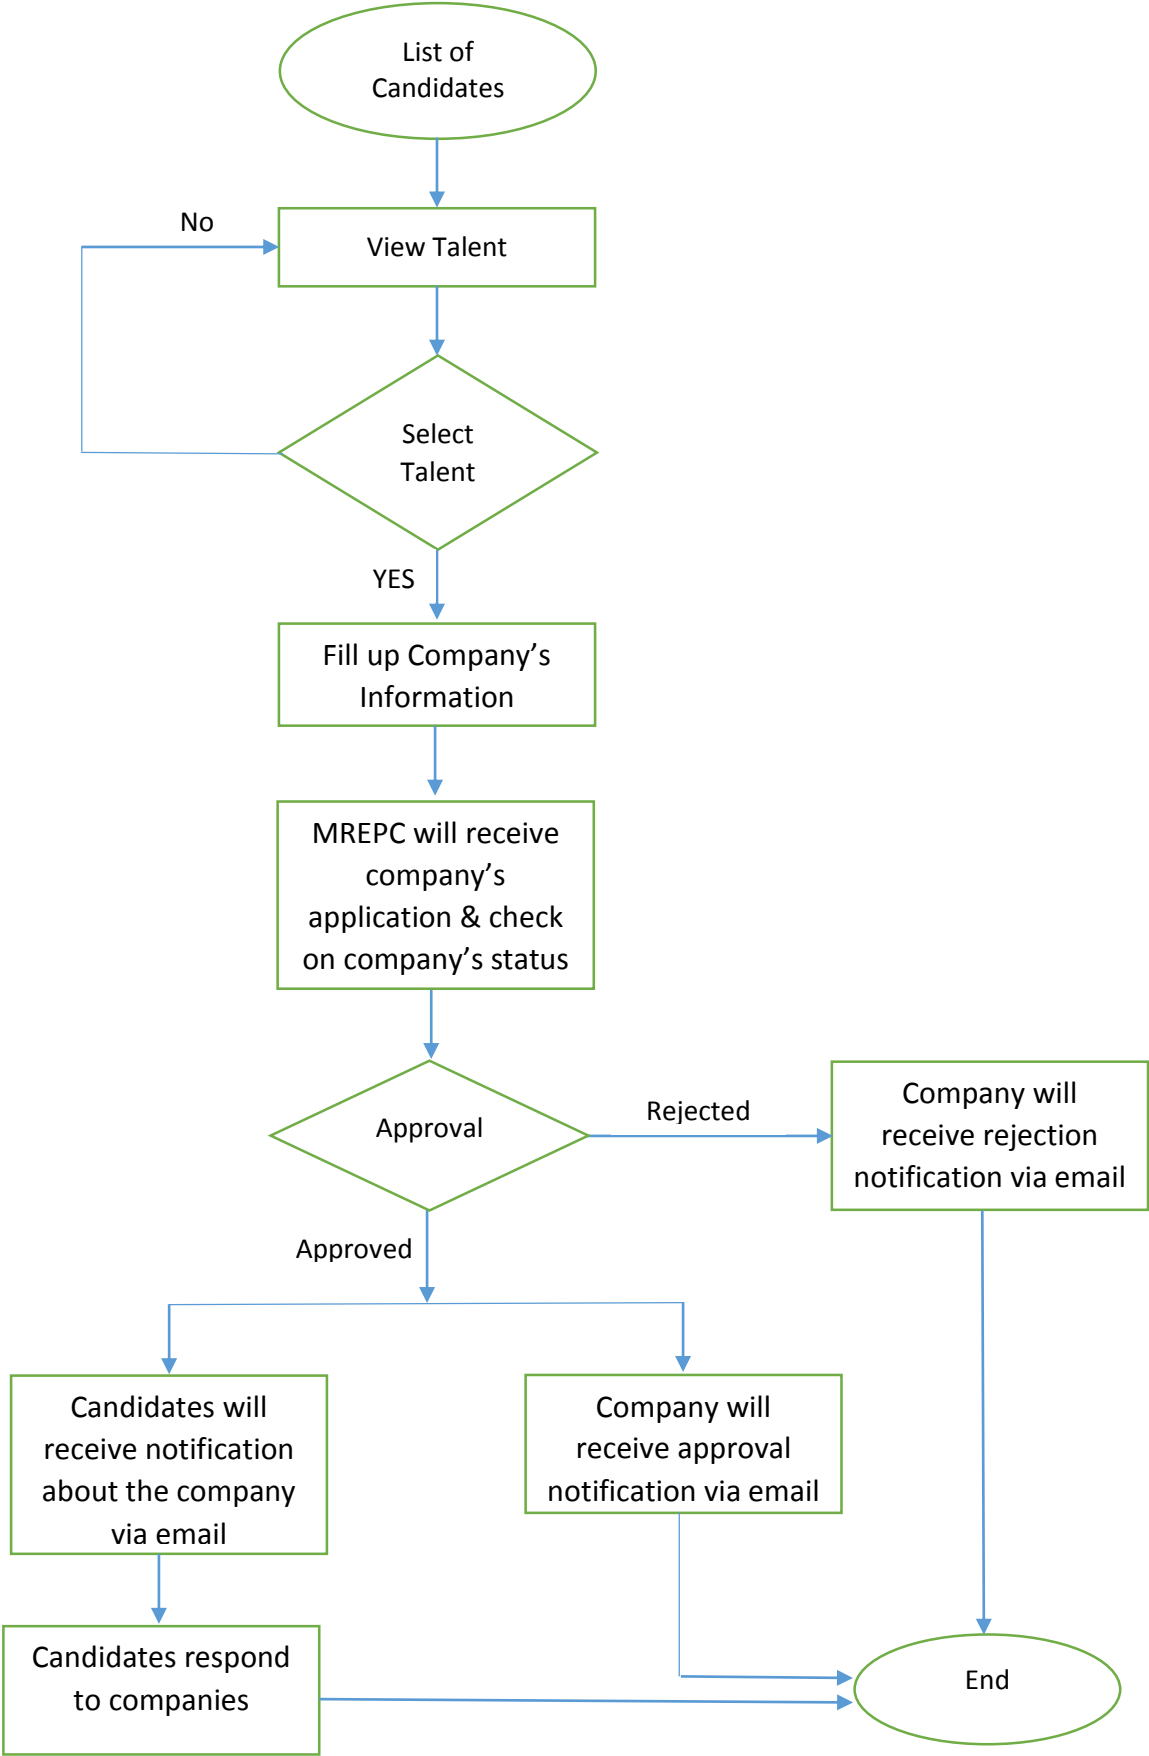 List of
Candidates
No
View Talent
Select
Talent
YES
Fill up Company’s
Information
MREPC will receive
company’s
application & check
on company’s status
Approval
Rejected
Company will
receive rejection
notification via email
Approved
Candidates will
receive notification
about the company
via email
Company will
receive approval
notification via email
Candidates respond
to companies
End